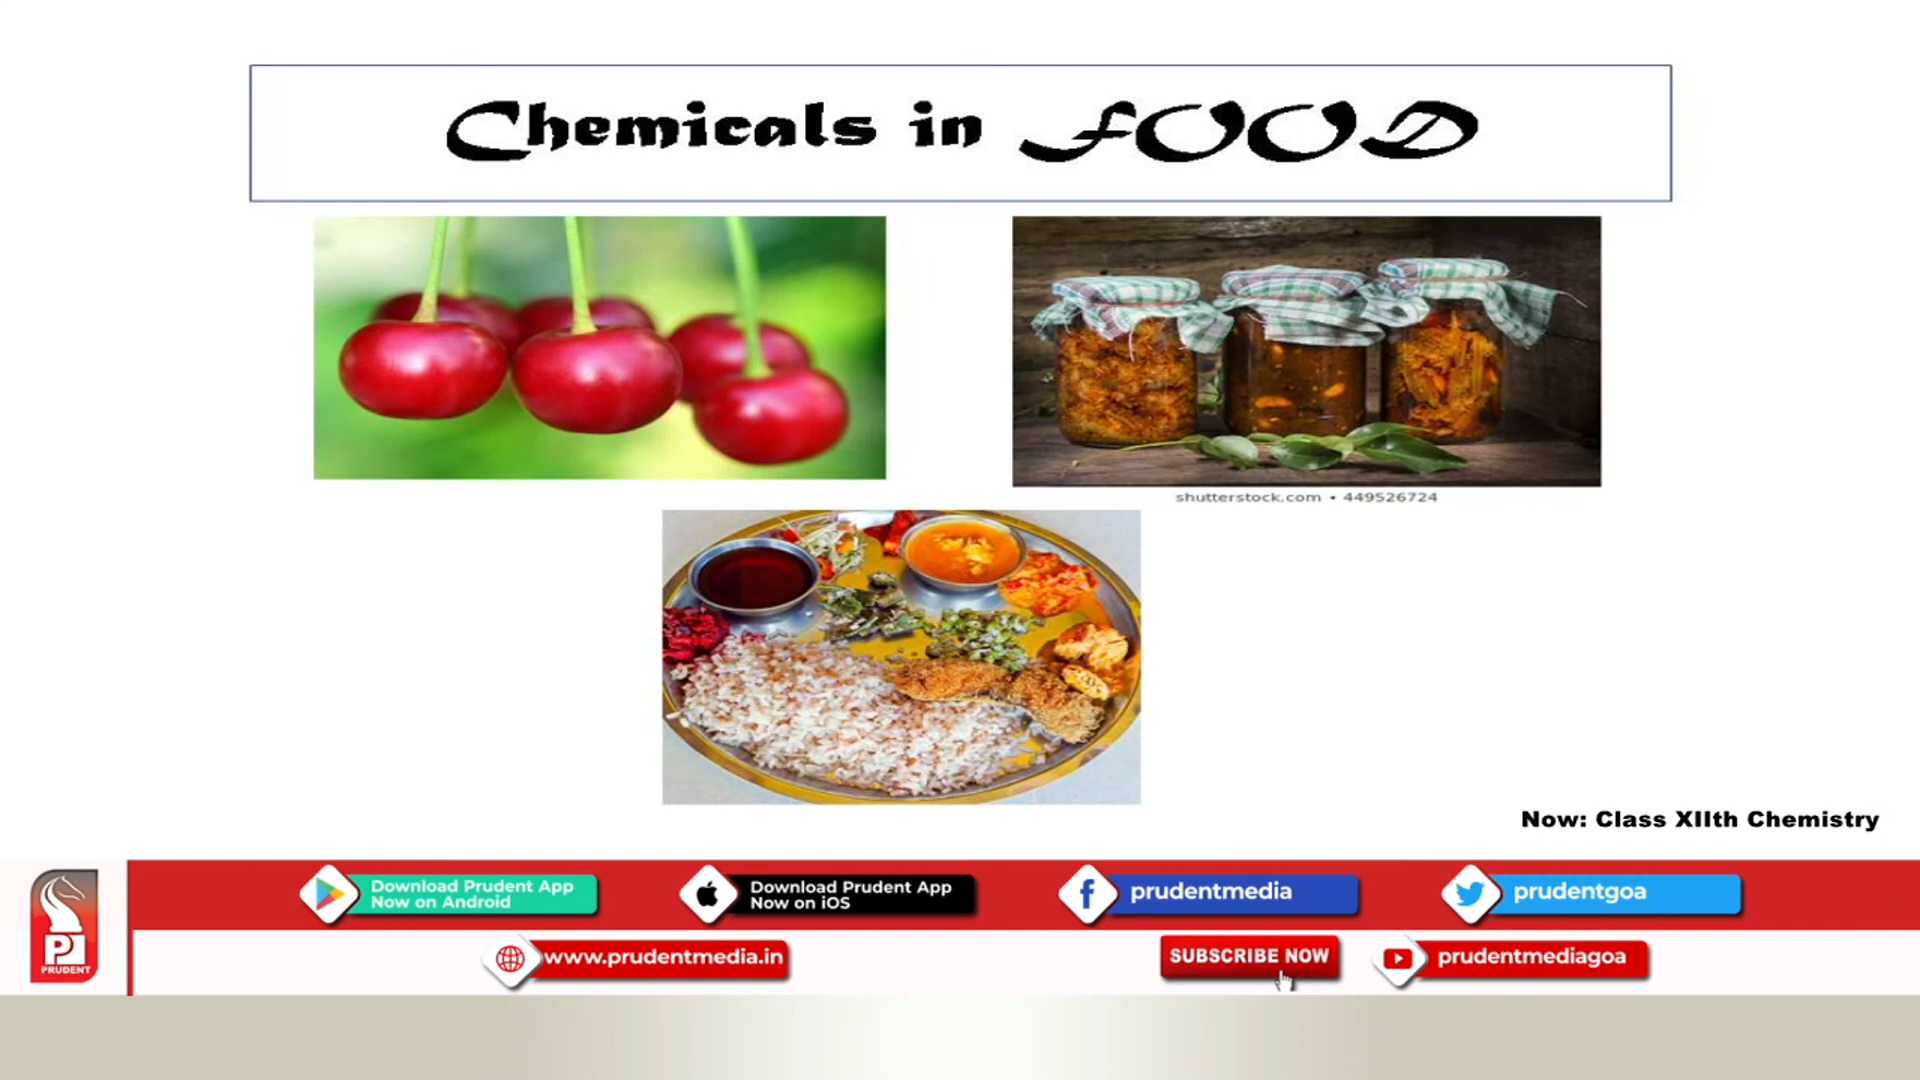 Chemicals in FOOD
shutterstock.com • 449526724
Now: Class XIIth Chemistry
Download Prudent App
Now on Android
Download Prudent App
Now on iOS
prudentmedia
prudentgoa
PRUDENT
www.prudentmedia.in
SUBSCRIBE NOW
prudentmediagoa